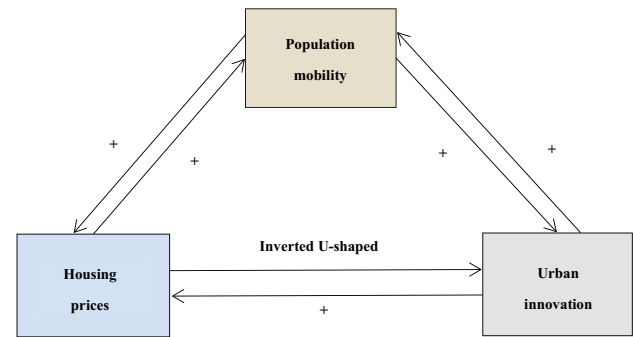 Population
mobility
+
+
+
+
Inverted U-shaped
Housing
prices
Urban
innovation
+